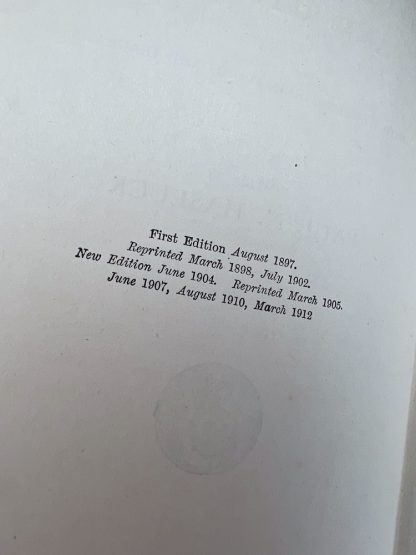 First Edition August 1897.
Reprinted March 1898, July 1902.
New Edition June 1904. Reprinted March 1905.
June 1907, August 1910, March 1912